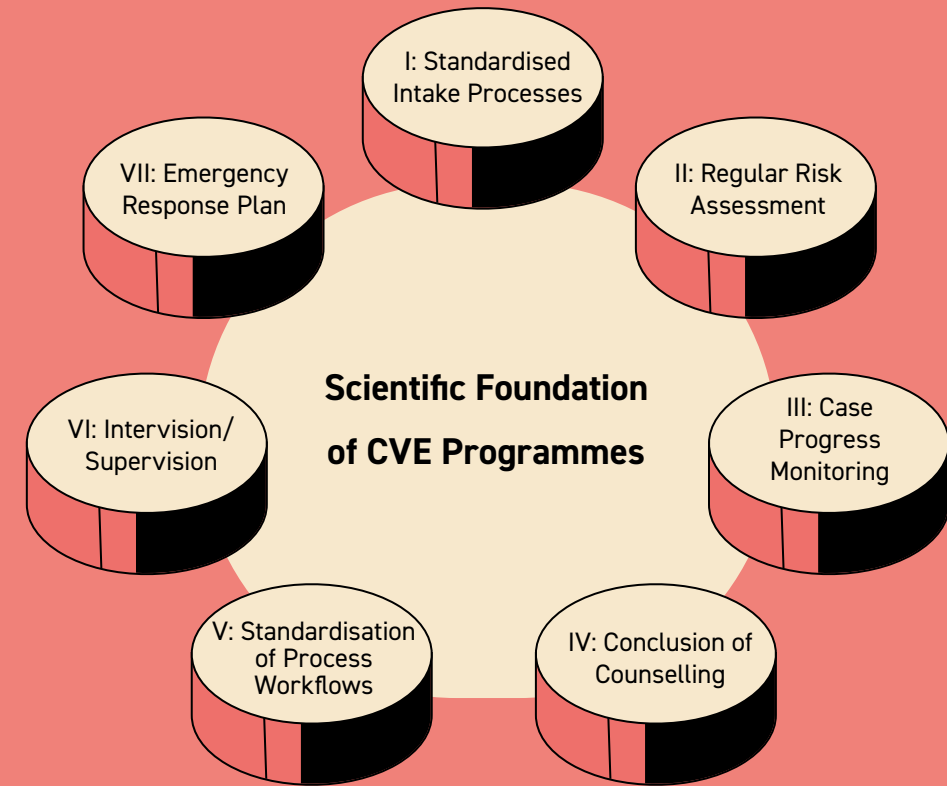 I: Standardised
Intake Processes
II: Regular Risk
Assessment
III: Case
Progress
Monitoring
IV: Conclusion of
Counselling
V: Standardisation
of Process
Workflows
VI: Intervision/
Supervision
VII: Emergency
Response Plan
Scientific Foundation
of CVE Programmes